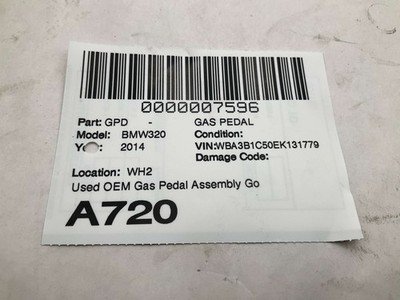 0000007596
Part: GPD - GAS PEDAL
Model: BMW320 Condition:
2014 VIN:WBA3B1C50EK131779
Damage Code:
Location: WH2
Used OEM Gas Pedal Assembly Go
A720